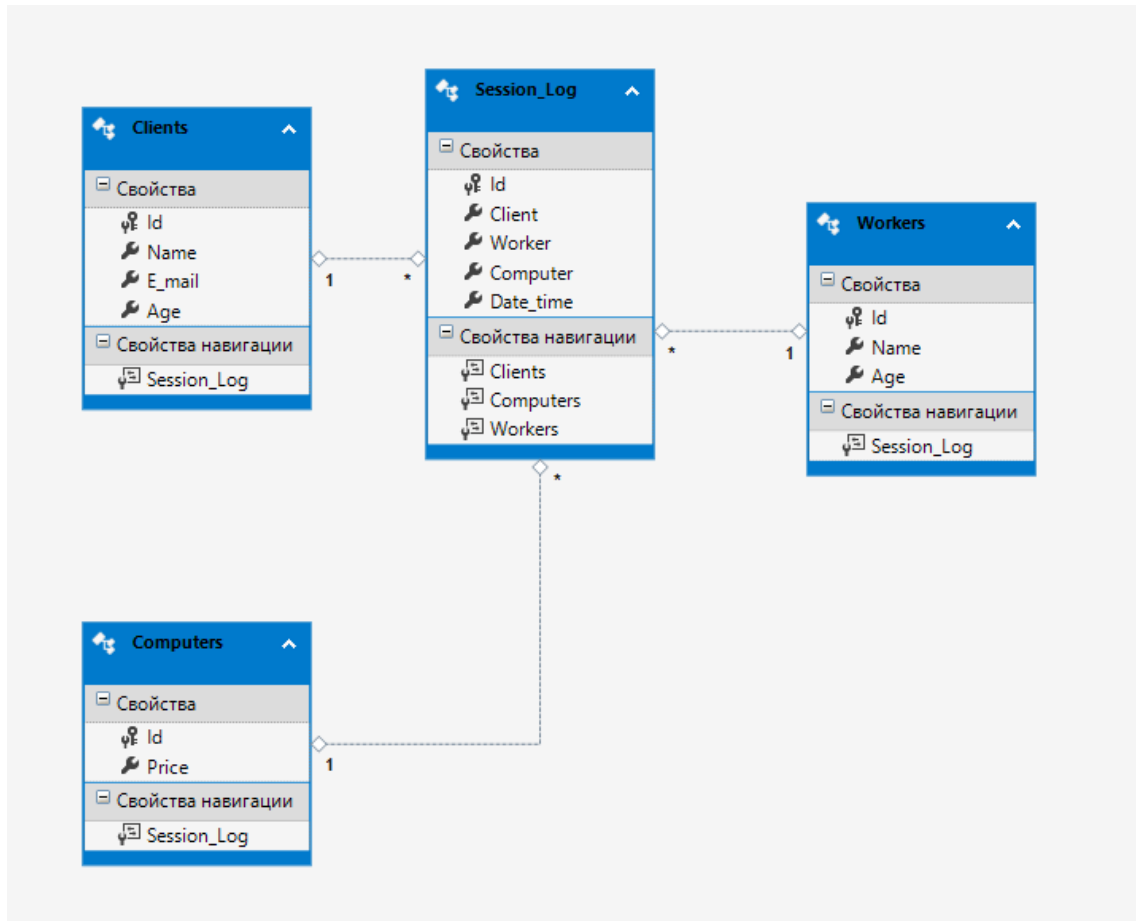 Clients
Свойства
Id
Name
E_mail
Age
Свойства навигации
Session_Log
1
*
Session_Log
Свойства
Id
Client
Worker
Computer
Date_time
Свойства навигации
Clients
Computers
Workers
*
1
*
Workers
Свойства
Id
Name
Age
Свойства навигации
Session_Log
Computers
Свойства
Id
Price
Свойства навигации
Session_Log
1